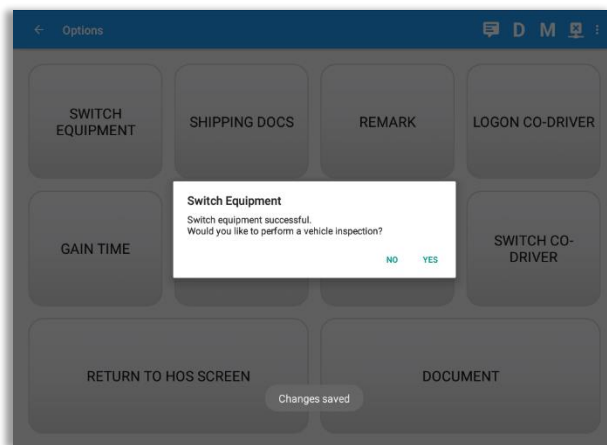 Options
D M
SWITCH
EQUIPMENT
SHIPPING DOCS
REMARK
LOGON CO-DRIVER
Switch Equipment
Switch equipment successful.
Would you like to perform a vehicle inspection?
NO YES
GAIN TIME
SWITCH CO-
DRIVER
RETURN TO HOS SCREEN
DOCUMENT
Changes saved